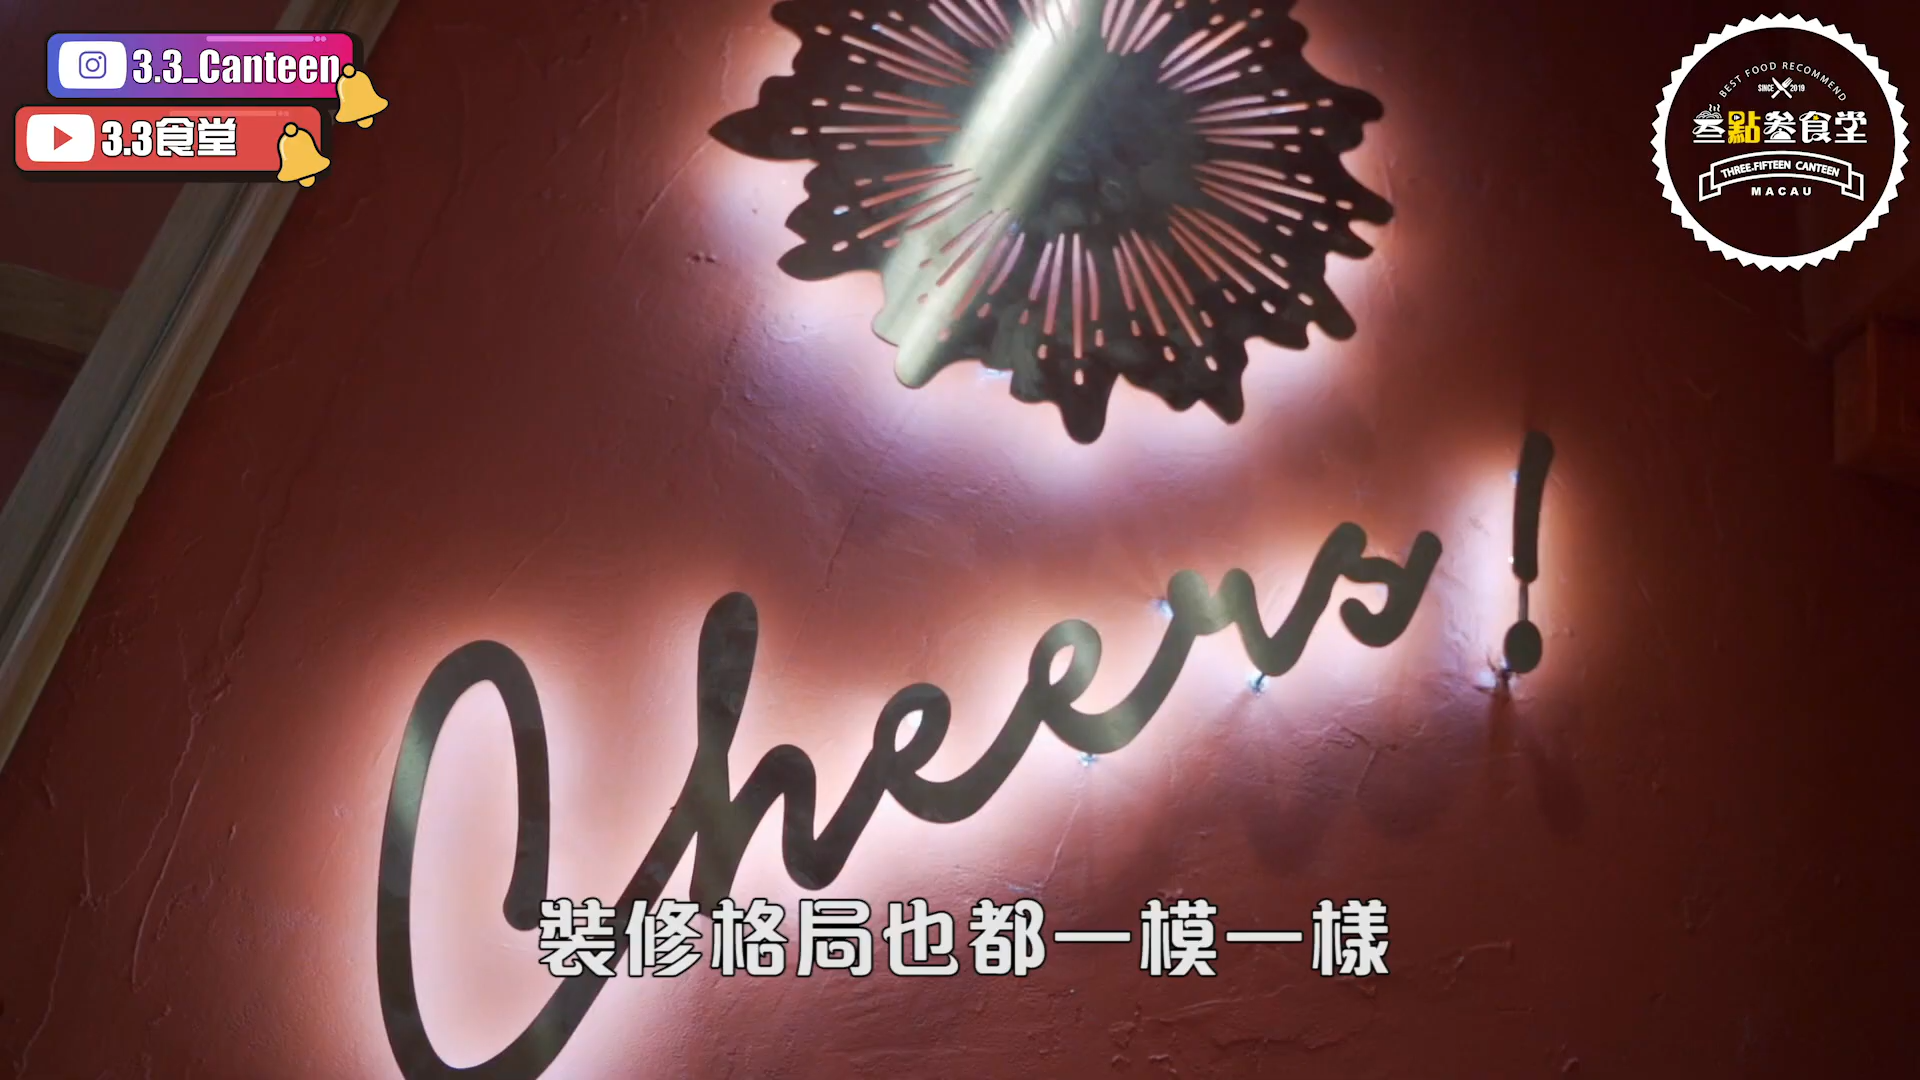 3.3_Canteen
3.3食堂
BEST FOOD RECOMMEND
SINCE 2019
叁點叁食堂
THREE.FIFTEEN CANTEEN
MACAU
Cheers!
裝修格局也都一模一樣